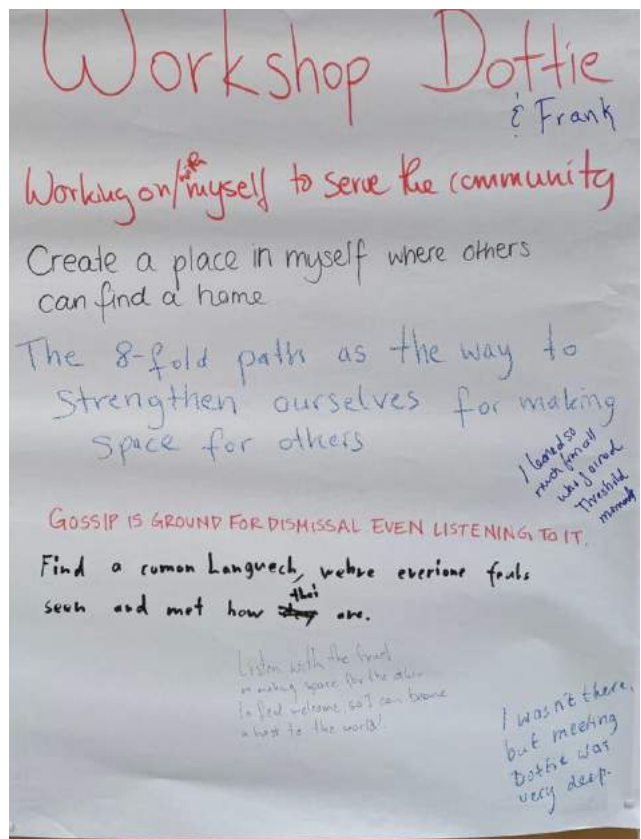 Workshop Dottie
& Frank
Working on/with myself to serve the community
Create a place in myself where others
can find a home
The 8-fold path as the way to
strengthen ourselves for making
space for others
I learned so
much from all
who joined
Threshold
moments
GOSSIP IS GROUND FOR DISMISSAL EVEN LISTENING TO IT.
Find a comon Languech, webre everione feals
seen and met how thei are.
Listen with the
making space for the other
to feel welcome, so I can become
a host to the world!
I wasn't there,
but meeting
Dottie was
very deep.